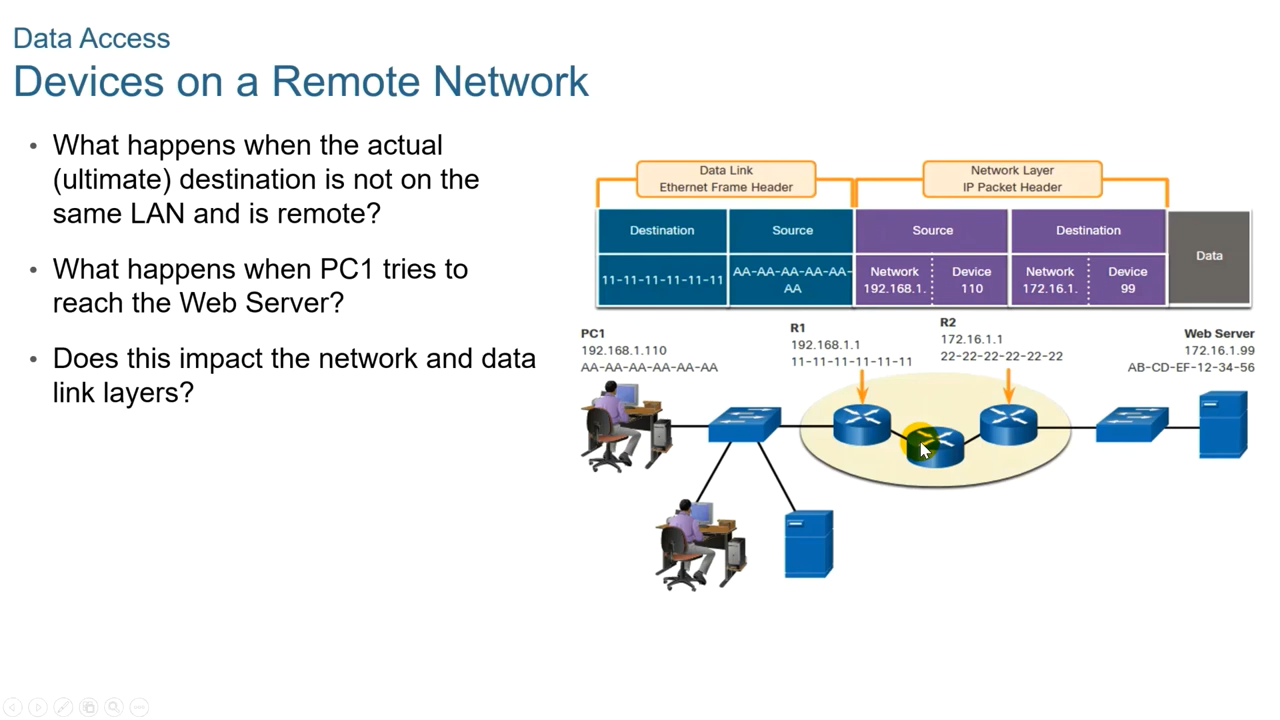 Data Access
Devices on a Remote Network
• What happens when the actual
(ultimate) destination is not on the
same LAN and is remote?
• What happens when PC1 tries to
reach the Web Server?
• Does this impact the network and data
link layers?
Data Link
Ethernet Frame Header
Network Layer
IP Packet Header
Destination
Source
Source
Destination
Data
11-11-11-11-11-11
AA-AA-AA-AA-AA-
AA
Network
192.168.1.
Device
110
Network
172.16.1.
Device
99
PC1
192.168.1.110
AA-AA-AA-AA-AA-AA
R1
192.168.1.1
11-11-11-11-11-11
R2
172.16.1.1
22-22-22-22-22-22
Web Server
172.16.1.99
AB-CD-EF-12-34-56